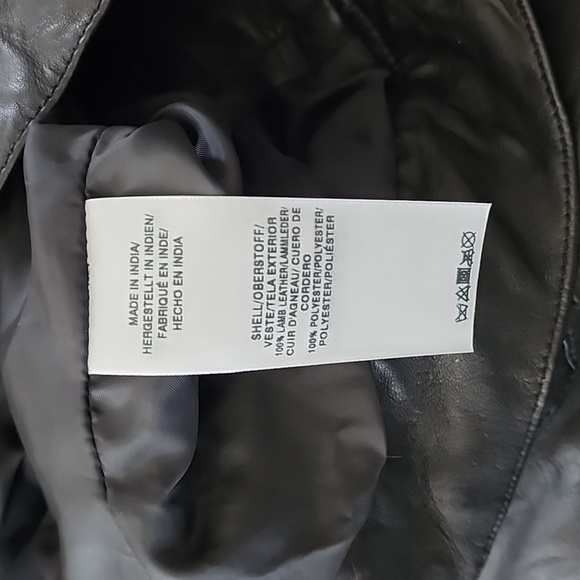 MADE IN INDIA/
HERGESTELLT IN INDIEN/
FABRIQUÉ EN INDE/
HECHO EN INDIA
SHELL/OBERSTOFF/
VESTE/TELA EXTERIOR
100% LAMB LEATHER/LAMMLEDER/
CUIR D'AGNEAU/ CUERO DE
CORDERO
100% POLYESTER/POLYESTER/
POLYESTER/POLIÉSTER